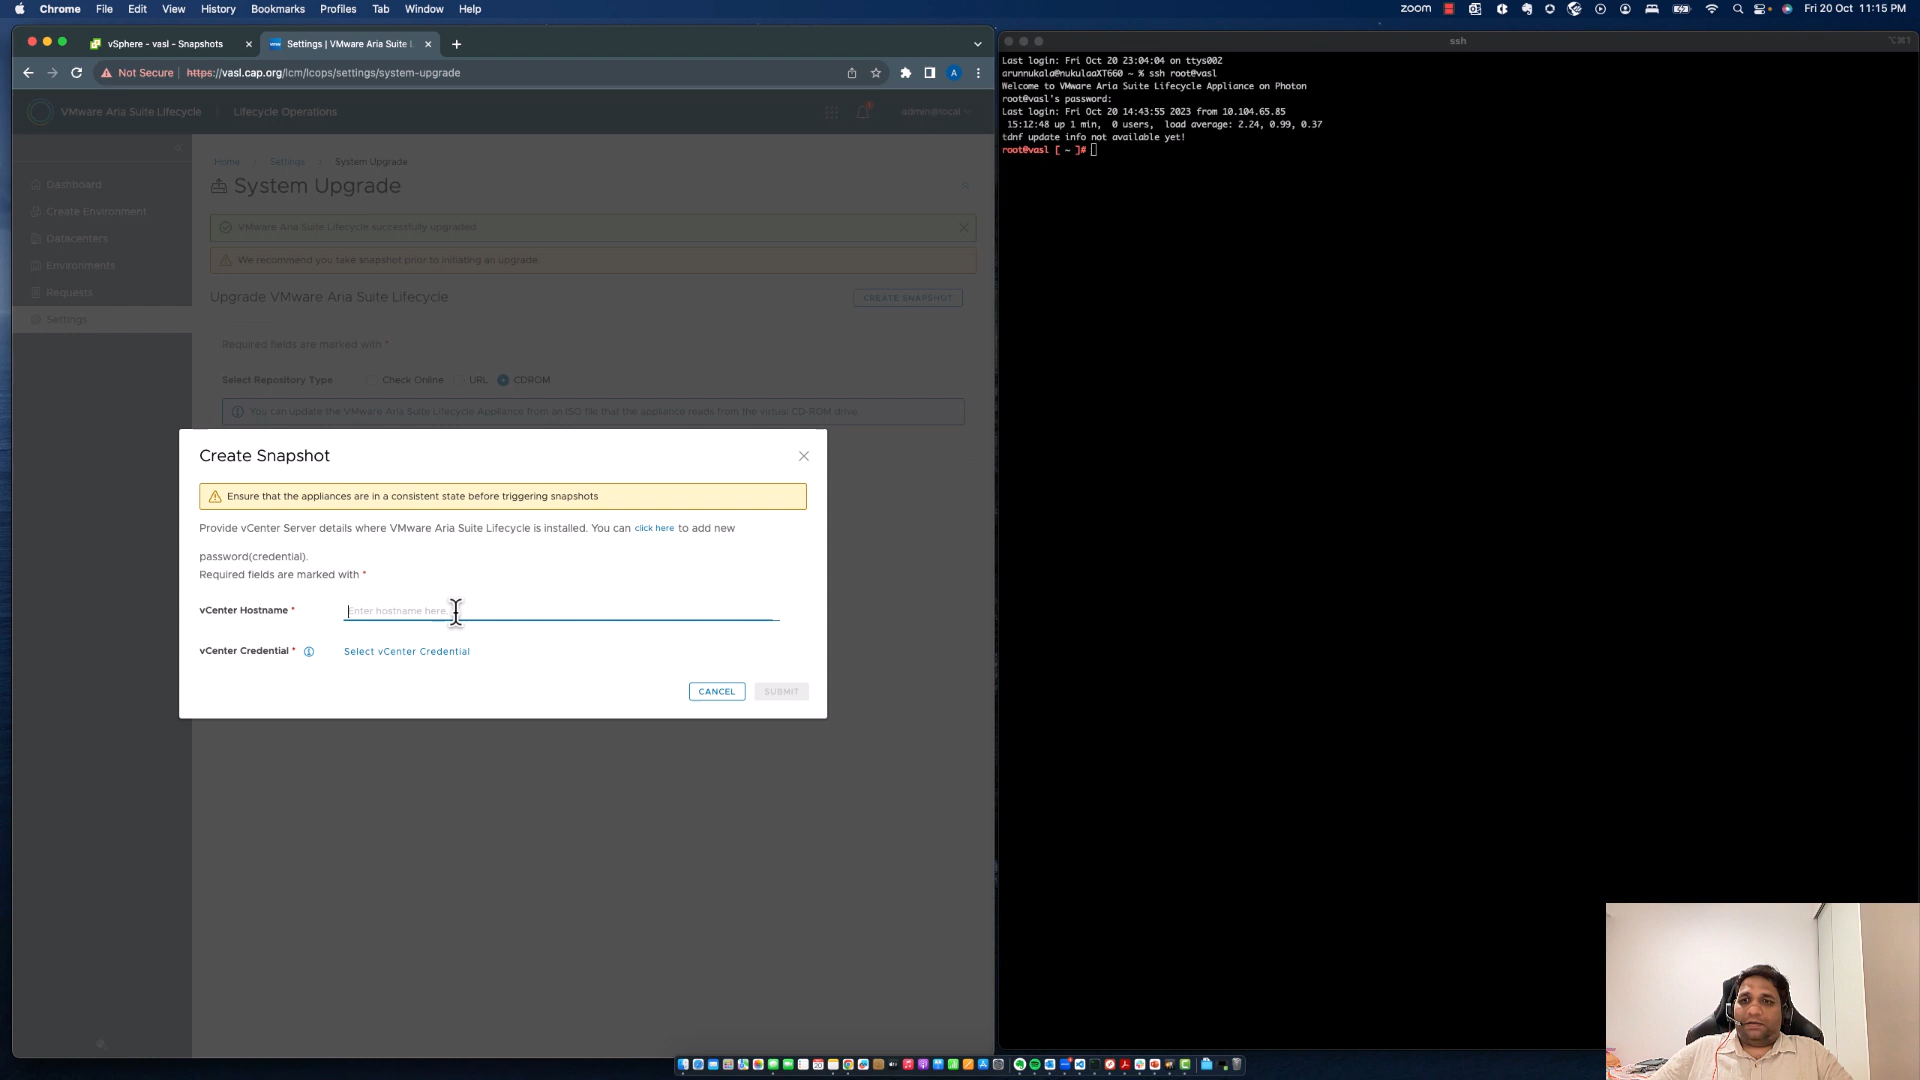 Chrome File Edit View History Bookmarks Profiles Tab Window Help
zoom Fri 20 Oct 11:15 PM
vSphere - vasl - Snapshots
Settings | VMware Aria Suite L
Not Secure https://vasl.cap.org/lcm/lcops/settings/system-upgrade
VMware Aria Suite Lifecycle Lifecycle Operations admin@local
Dashboard
Create Environment
Datacenters
Environments
Requests
Settings
Home Settings System Upgrade
System Upgrade
VMware Aria Suite Lifecycle successfully upgraded.
We recommend you take snapshot prior to initiating an upgrade.
Upgrade VMware Aria Suite Lifecycle
CREATE SNAPSHOT
Required fields are marked with *
Select Repository Type Check Online URL CDROM
You can update the VMware Aria Suite Lifecycle Appliance from an ISO file that the appliance reads from the virtual CD-ROM drive.
Create Snapshot
Ensure that the appliances are in a consistent state before triggering snapshots
Provide vCenter Server details where VMware Aria Suite Lifecycle is installed. You can click here to add new
password(credential).
Required fields are marked with *
vCenter Hostname * Enter hostname here.
vCenter Credential * Select vCenter Credential
CANCEL SUBMIT
ssh
⌥⌘1
Last login: Fri Oct 20 23:04:04 on ttys002
arunnukala@nukulaaXT660 ~ % ssh root@vasl
Welcome to VMware Aria Suite Lifecycle Appliance on Photon
root@vasl's password:
Last login: Fri Oct 20 14:43:55 2023 from 10.104.65.85
15:12:48 up 1 min, 0 users, load average: 2.24, 0.99, 0.37
tdnf update info not available yet!
root@vasl [ ~ ]#